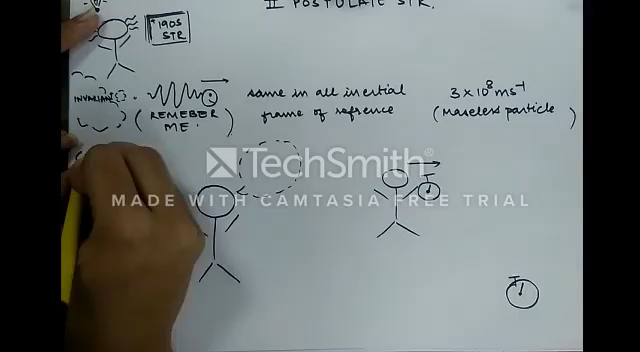 II POSTULATE STR.
1905
STR
INVARIANT
same in all inertial
frame of refrence
3 × 10⁸ ms⁻¹
(Massless particle)
(REMEBER
ME.)
TechSmith®
MADE WITH CAMTASIA FREE TRIAL
I
I